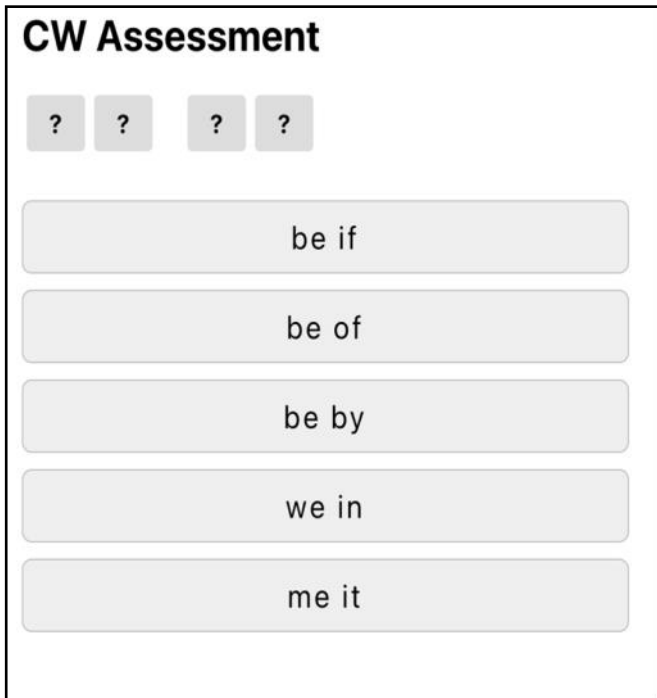 CW Assessment
? ? ? ?
be if
be of
be by
we in
me it